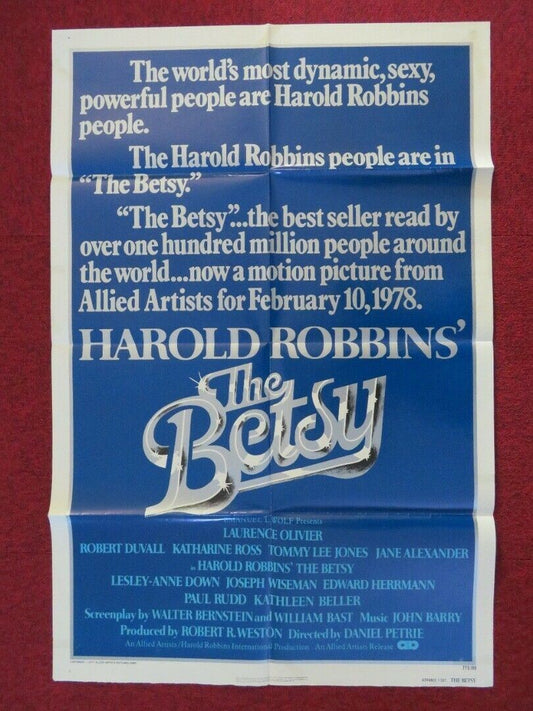 The world's most dynamic, sexy,
powerful people are Harold Robbins
people.
The Harold Robbins people are in
“The Betsy.”
“The Betsy”...the best seller read by
over one hundred million people around
the world...now a motion picture from
Allied Artists for February 10, 1978.
HAROLD ROBBINS'
The
Betsy
EMANUEL L. WOLF Presents
LAURENCE OLIVIER
ROBERT DUVALL KATHARINE ROSS TOMMY LEE JONES JANE ALEXANDER
in HAROLD ROBBINS' THE BETSY
LESLEY-ANNE DOWN JOSEPH WISEMAN EDWARD HERRMANN
PAUL RUDD KATHLEEN BELLER
Screenplay by WALTER BERNSTEIN and WILLIAM BAST Music JOHN BARRY
Produced by ROBERT R. WESTON Directed by DANIEL PETRIE
An Allied Artists/Harold Robbins International Production An Allied Artists Release
THE BETSY